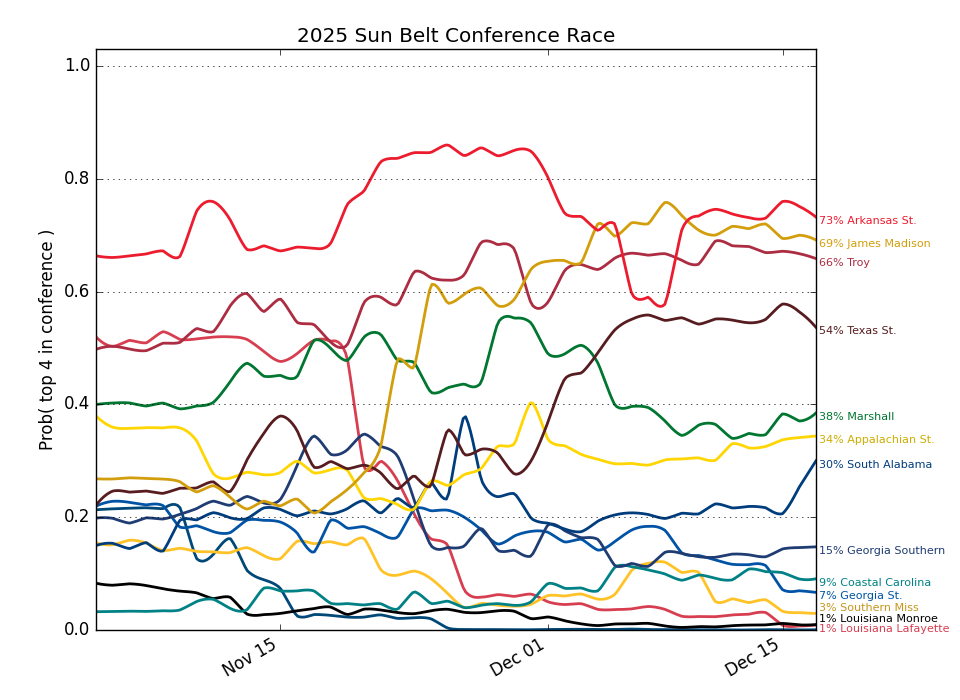 2025 Sun Belt Conference Race
Prob( top 4 in conference )
1.0
0.8
0.6
0.4
0.2
0.0
Nov 15
Dec 01
Dec 15
73% Arkansas St.
69% James Madison
66% Troy
54% Texas St.
38% Marshall
34% Appalachian St.
30% South Alabama
15% Georgia Southern
9% Coastal Carolina
7% Georgia St.
3% Southern Miss
1% Louisiana Monroe
1% Louisiana Lafayette